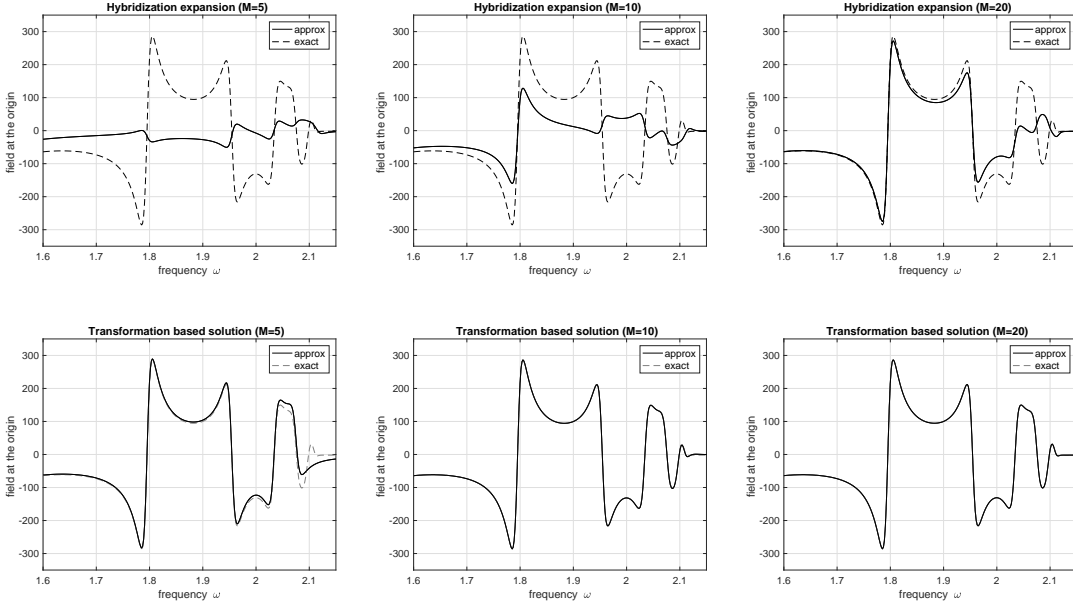 Hybridization expansion (M=5)
approx
exact
300
200
100
0
-100
-200
-300
field at the origin
1.6 1.7 1.8 1.9 2 2.1
frequency ω
Hybridization expansion (M=10)
approx
exact
300
200
100
0
-100
-200
-300
field at the origin
1.6 1.7 1.8 1.9 2 2.1
frequency ω
Hybridization expansion (M=20)
approx
exact
300
200
100
0
-100
-200
-300
field at the origin
1.6 1.7 1.8 1.9 2 2.1
frequency ω
Transformation based solution (M=5)
approx
exact
300
200
100
0
-100
-200
-300
field at the origin
1.6 1.7 1.8 1.9 2 2.1
frequency ω
Transformation based solution (M=10)
approx
exact
300
200
100
0
-100
-200
-300
field at the origin
1.6 1.7 1.8 1.9 2 2.1
frequency ω
Transformation based solution (M=20)
approx
exact
300
200
100
0
-100
-200
-300
field at the origin
1.6 1.7 1.8 1.9 2 2.1
frequency ω